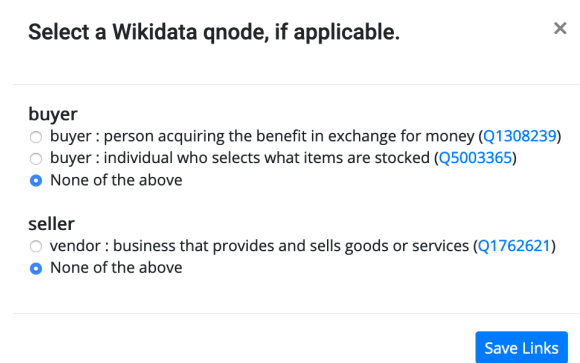 Select a Wikidata qnode, if applicable.
×
buyer
buyer : person acquiring the benefit in exchange for money (Q1308239)
buyer : individual who selects what items are stocked (Q5003365)
None of the above
seller
vendor : business that provides and sells goods or services (Q1762621)
None of the above
Save Links